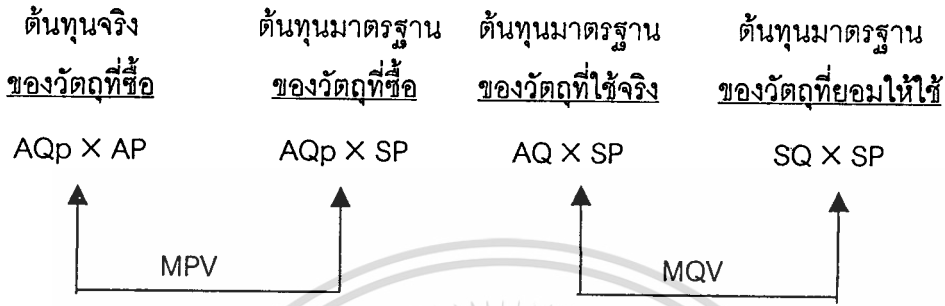 ต้นทุนจริง ต้นทุนมาตรฐาน ต้นทุนมาตรฐาน ต้นทุนมาตรฐาน
ของวัตถุที่ซื้อ ของวัตถุที่ซื้อ ของวัตถุที่ใช้จริง ของวัตถุที่ยอมให้ใช้
AQp X AP AQp X SP AQ X SP SQ X SP
MPV MQV